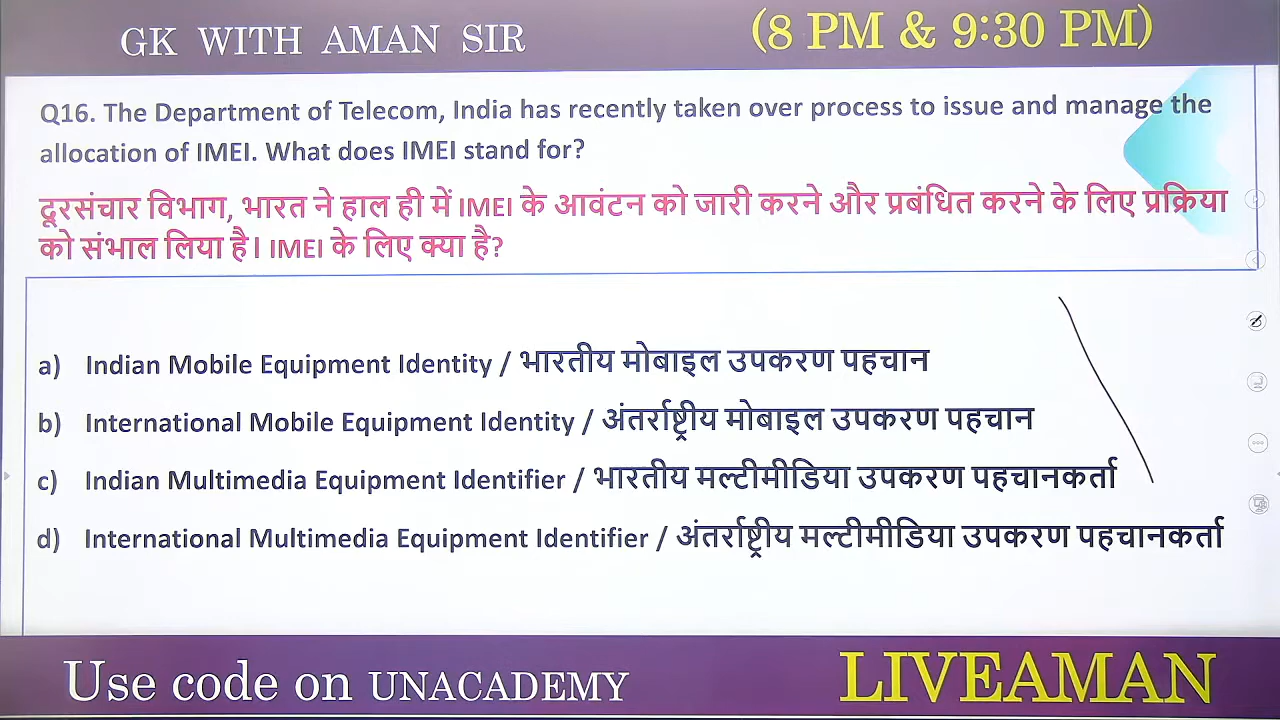 GK WITH AMAN SIR
(8 PM & 9:30 PM)
Q16. The Department of Telecom, India has recently taken over process to issue and manage the
allocation of IMEI. What does IMEI stand for?
दूरसंचार विभाग, भारत ने हाल ही में IMEI के आवंटन को जारी करने और प्रबंधित करने के लिए प्रक्रिया
को संभाल लिया है। IMEI के लिए क्या है?
a) Indian Mobile Equipment Identity / भारतीय मोबाइल उपकरण पहचान
b) International Mobile Equipment Identity / अंतर्राष्ट्रीय मोबाइल उपकरण पहचान
c) Indian Multimedia Equipment Identifier / भारतीय मल्टीमीडिया उपकरण पहचानकर्ता
d) International Multimedia Equipment Identifier / अंतर्राष्ट्रीय मल्टीमीडिया उपकरण पहचानकर्ता
Use code on UNACADEMY
LIVEAMAN